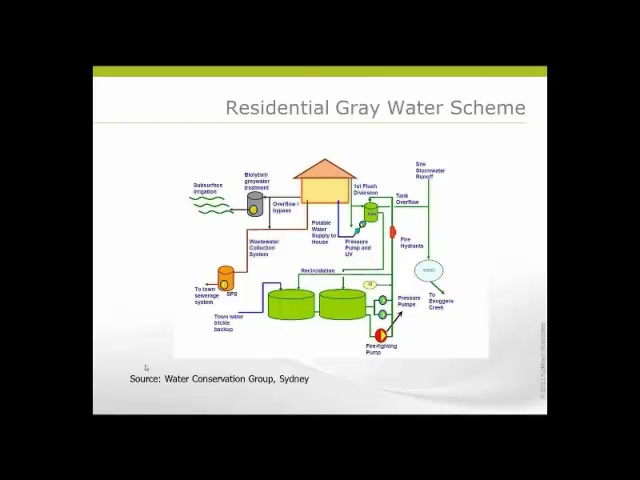 Residential Gray Water Scheme
Site
Stormwater
Runoff
Biolytix®
greywater
treatment
Subsurface
irrigation
1st Flush
Diversion
Tank
Overflow
Overflow /
bypass
Potable
Water
Supply to
House
Fire
Hydrants
Wastewater
Collection
System
Pressure
Pump and
UV
Recirculation
To town
sewerage
system
SPS
To
Enoggera
Creek
Pressure
Pumps
Town water
trickle
backup
Fire-fighting
Pump
Source: Water Conservation Group, Sydney